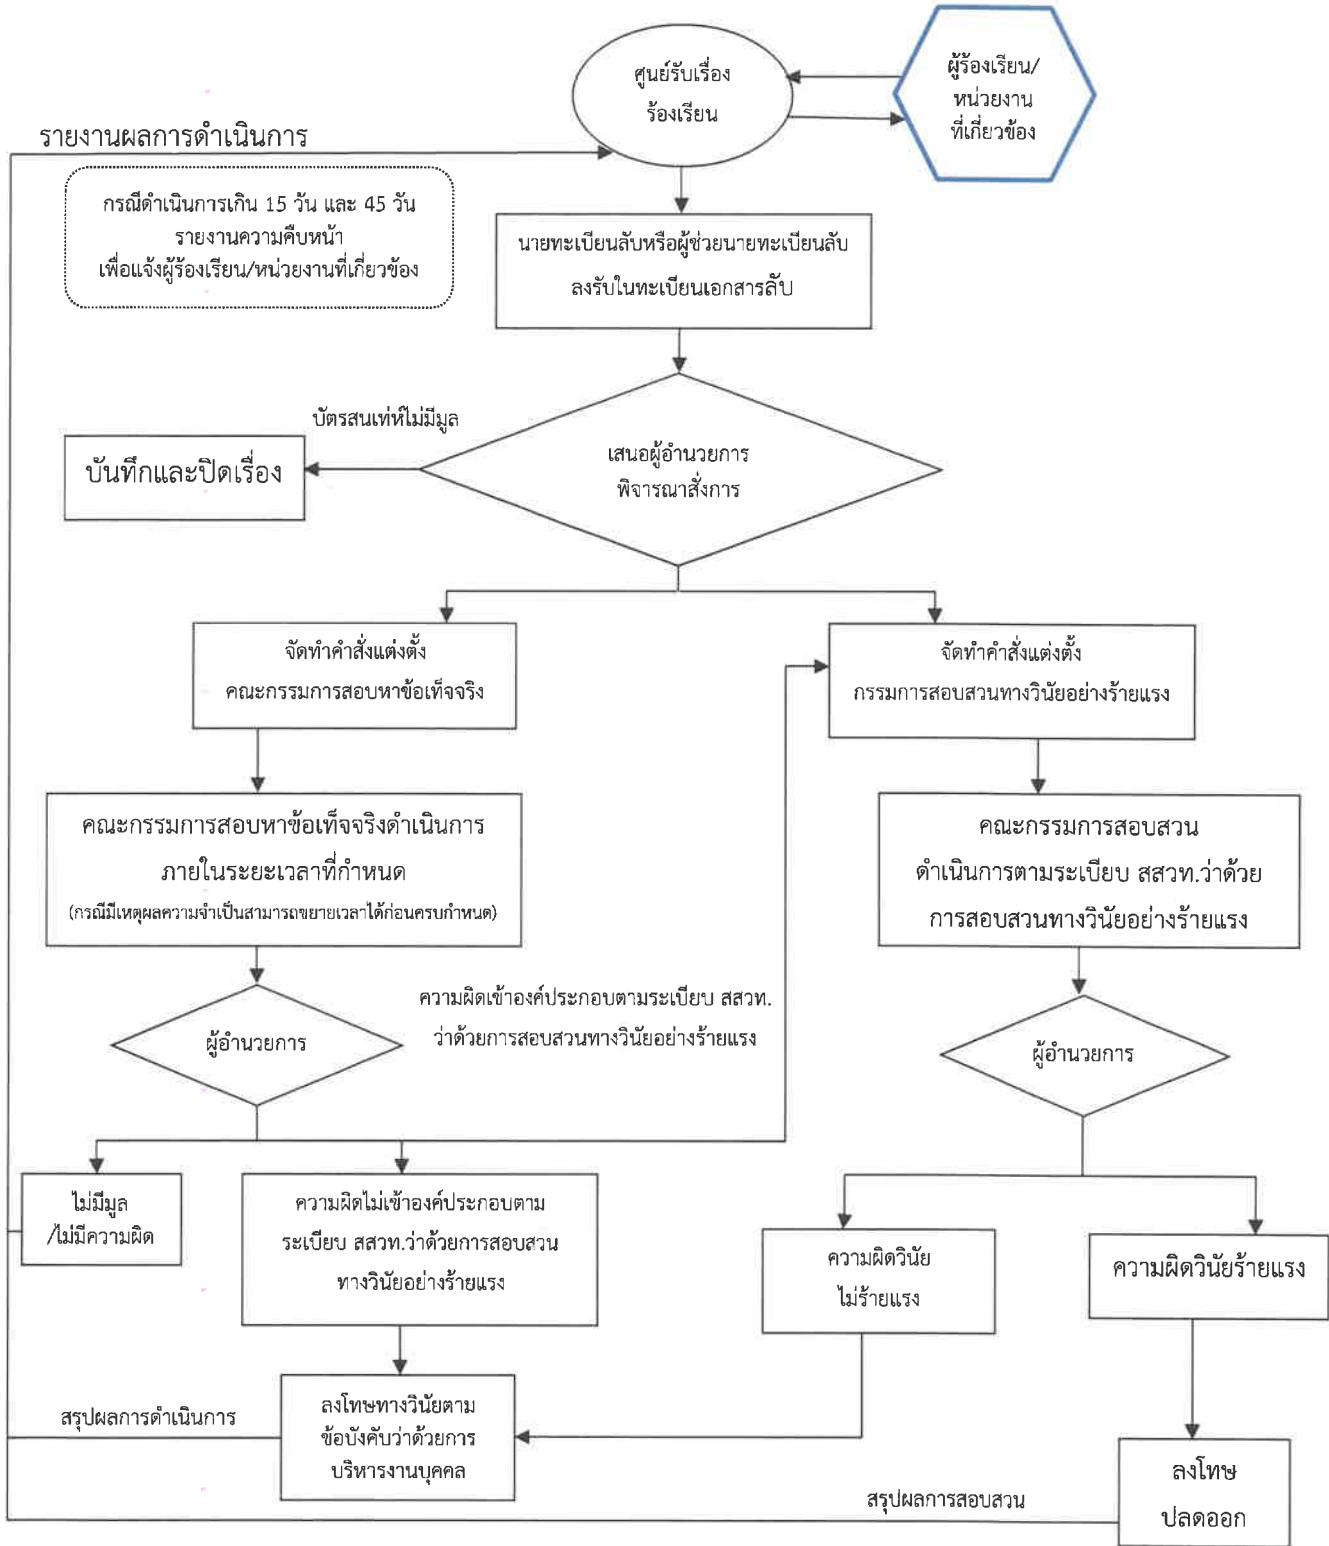 ศูนย์รับเรื่อง
ร้องเรียน
ผู้ร้องเรียน/
หน่วยงาน
ที่เกี่ยวข้อง
รายงานผลการดำเนินการ
กรณีดำเนินการเกิน 15 วัน และ 45 วัน
รายงานความคืบหน้า
เพื่อแจ้งผู้ร้องเรียน/หน่วยงานที่เกี่ยวข้อง
นายทะเบียนลับหรือผู้ช่วยนายทะเบียนลับ
ลงรับในทะเบียนเอกสารลับ
บัตรสนเท่ห์ไม่มีมูล
บันทึกและปิดเรื่อง
เสนอผู้อำนวยการ
พิจารณาสั่งการ
จัดทำคำสั่งแต่งตั้ง
คณะกรรมการสอบหาข้อเท็จจริง
จัดทำคำสั่งแต่งตั้ง
กรรมการสอบสวนทางวินัยอย่างร้ายแรง
คณะกรรมการสอบหาข้อเท็จจริงดำเนินการ
ภายในระยะเวลาที่กำหนด
(กรณีมีเหตุผลความจำเป็นสามารถขยายเวลาได้ก่อนครบกำหนด)
คณะกรรมการสอบสวน
ดำเนินการตามระเบียบ สสวท.ว่าด้วย
การสอบสวนทางวินัยอย่างร้ายแรง
ความผิดเข้าองค์ประกอบตามระเบียบ สสวท.
ว่าด้วยการสอบสวนทางวินัยอย่างร้ายแรง
ผู้อำนวยการ
ผู้อำนวยการ
ไม่มีมูล
/ไม่มีความผิด
ความผิดไม่เข้าองค์ประกอบตาม
ระเบียบ สสวท.ว่าด้วยการสอบสวน
ทางวินัยอย่างร้ายแรง
ความผิดวินัย
ไม่ร้ายแรง
ความผิดวินัยร้ายแรง
สรุปผลการดำเนินการ
ลงโทษทางวินัยตาม
ข้อบังคับว่าด้วยการ
บริหารงานบุคคล
สรุปผลการสอบสวน
ลงโทษ
ปลดออก